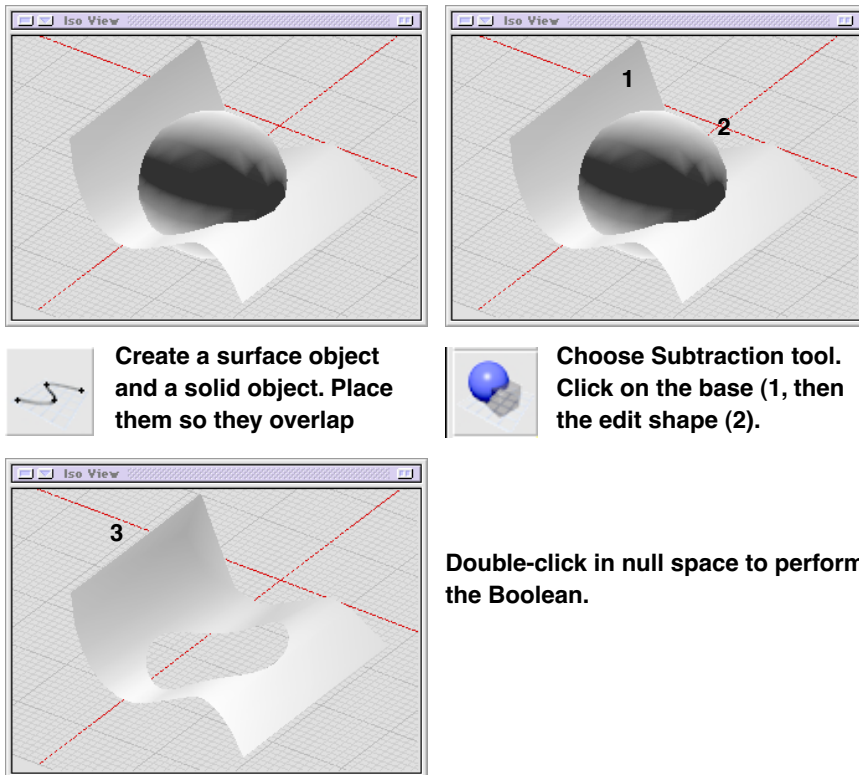 Iso View
Iso View
1
2
Create a surface object
and a solid object. Place
them so they overlap
Choose Subtraction tool.
Click on the base (1, then
the edit shape (2).
Iso View
3
Double-click in null space to perform
the Boolean.